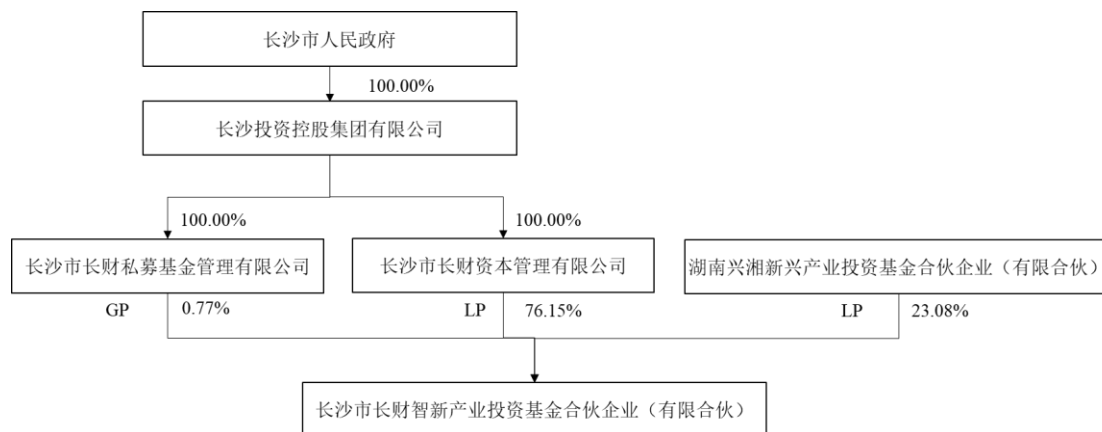 长沙市人民政府
100.00%
长沙投资控股集团有限公司
100.00%
100.00%
长沙市长财私募基金管理有限公司
长沙市长财资本管理有限公司
湖南兴湘新兴产业投资基金合伙企业（有限合伙）
GP
0.77%
LP
76.15%
LP
23.08%
长沙市长财智新产业投资基金合伙企业（有限合伙）